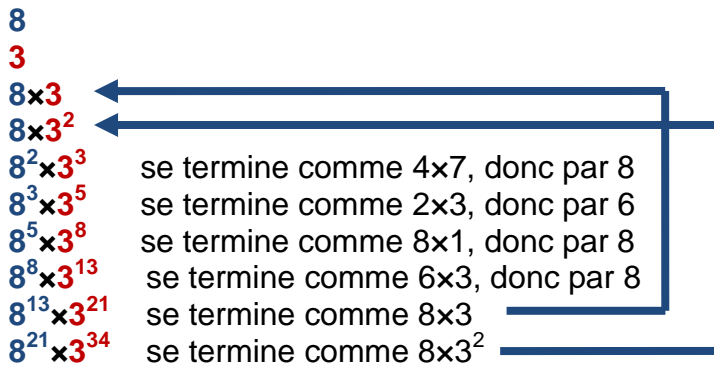 8
3
8×3
8×3²
8²×3³ se termine comme 4×7, donc par 8
8³×3⁵ se termine comme 2×3, donc par 6
8⁵×3⁸ se termine comme 8×1, donc par 8
8⁸×3¹³ se termine comme 6×3, donc par 8
8¹³×3²¹ se termine comme 8×3
8²¹×3³⁴ se termine comme 8×3²